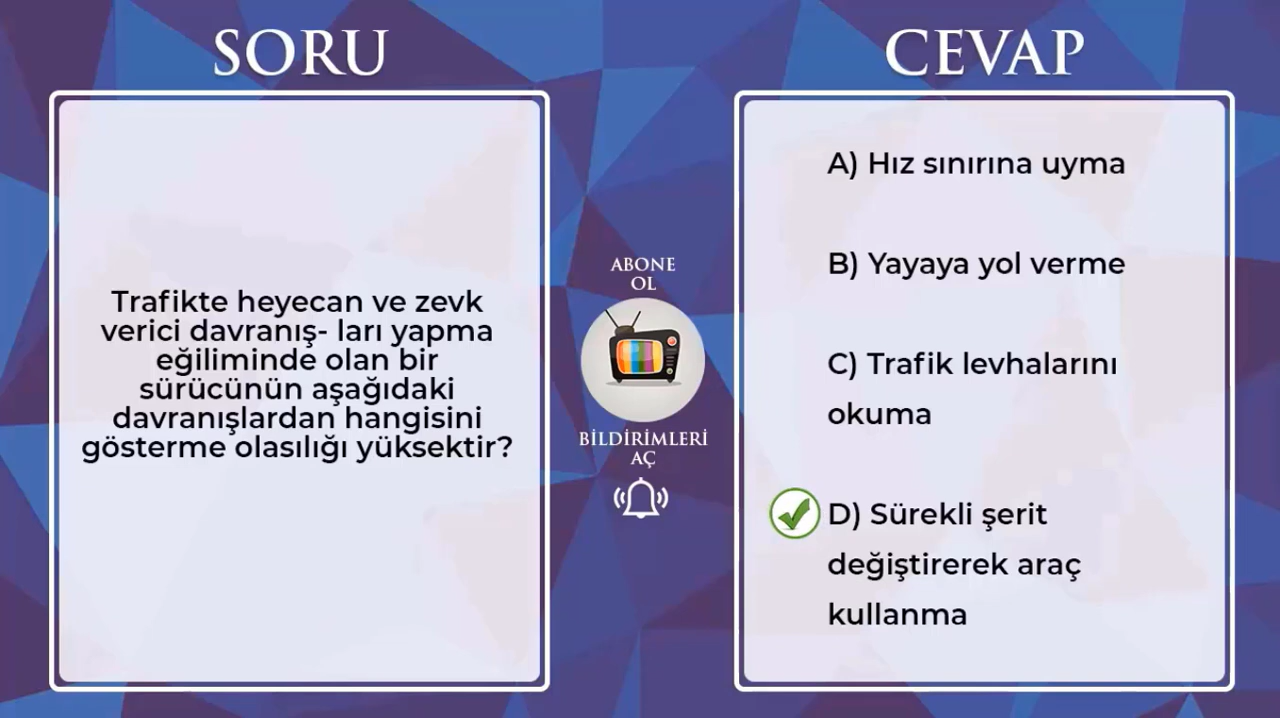 SORU
Trafikte heyecan ve zevk
verici davranış- ları yapma
eğiliminde olan bir
sürücünün aşağıdaki
davranışlardan hangisini
gösterme olasılığı yüksektir?
ABONE
OL
BİLDİRİMLERİ
AÇ
CEVAP
A) Hız sınırına uyma
B) Yayaya yol verme
C) Trafik levhalarını
okuma
D) Sürekli şerit
değiştirerek araç
kullanma